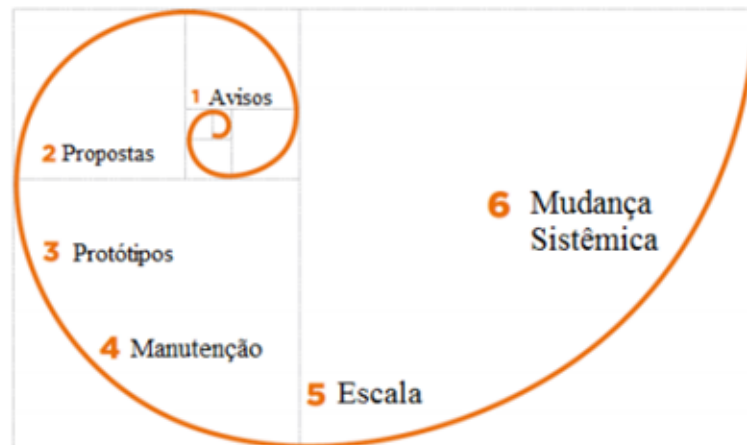 1 Avisos
2 Propostas
3 Protótipos
4 Manutenção
5 Escala
6 Mudança
Sistêmica